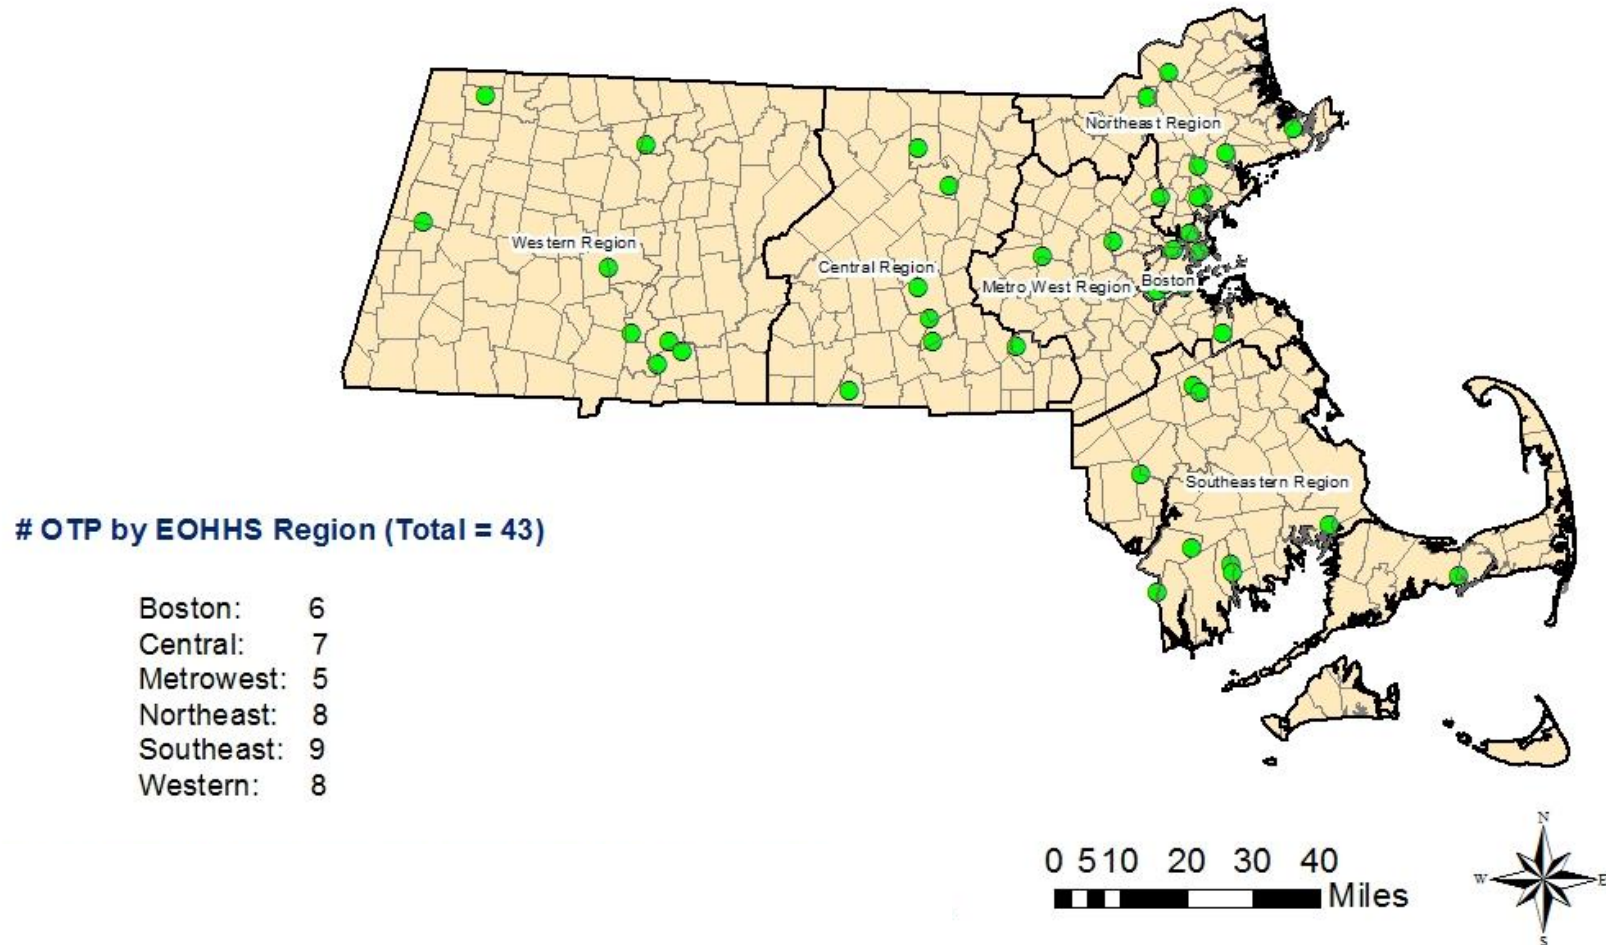 Northeast Region
Western Region
Central Region
Metro West Region
Boston
Southeastern Region
# OTP by EOHHS Region (Total = 43)
Boston: 6
Central: 7
Metrowest: 5
Northeast: 8
Southeast: 9
Western: 8
0 5 10 20 30 40
Miles
N
W
E
S